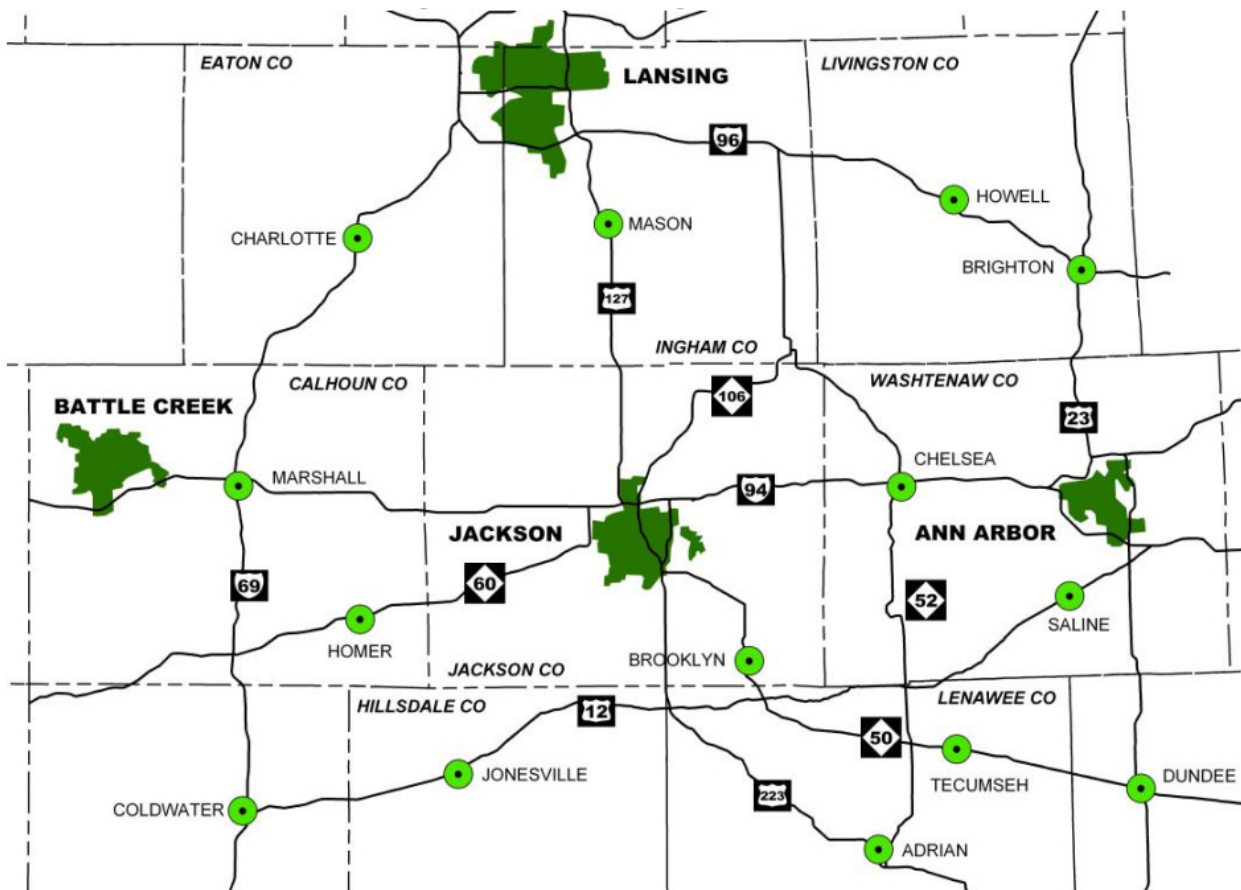 EATON CO
LANSING
LIVINGSTON CO
96
HOWELL
CHARLOTTE
MASON
BRIGHTON
127
INGHAM CO
CALHOUN CO
WASHTENAW CO
106
BATTLE CREEK
23
CHELSEA
MARSHALL
94
JACKSON
ANN ARBOR
69
60
52
SALINE
HOMER
BROOKLYN
JACKSON CO
HILLSDALE CO
LENAWEE CO
12
50
JONESVILLE
TECUMSEH
DUNDEE
223
COLDWATER
ADRIAN